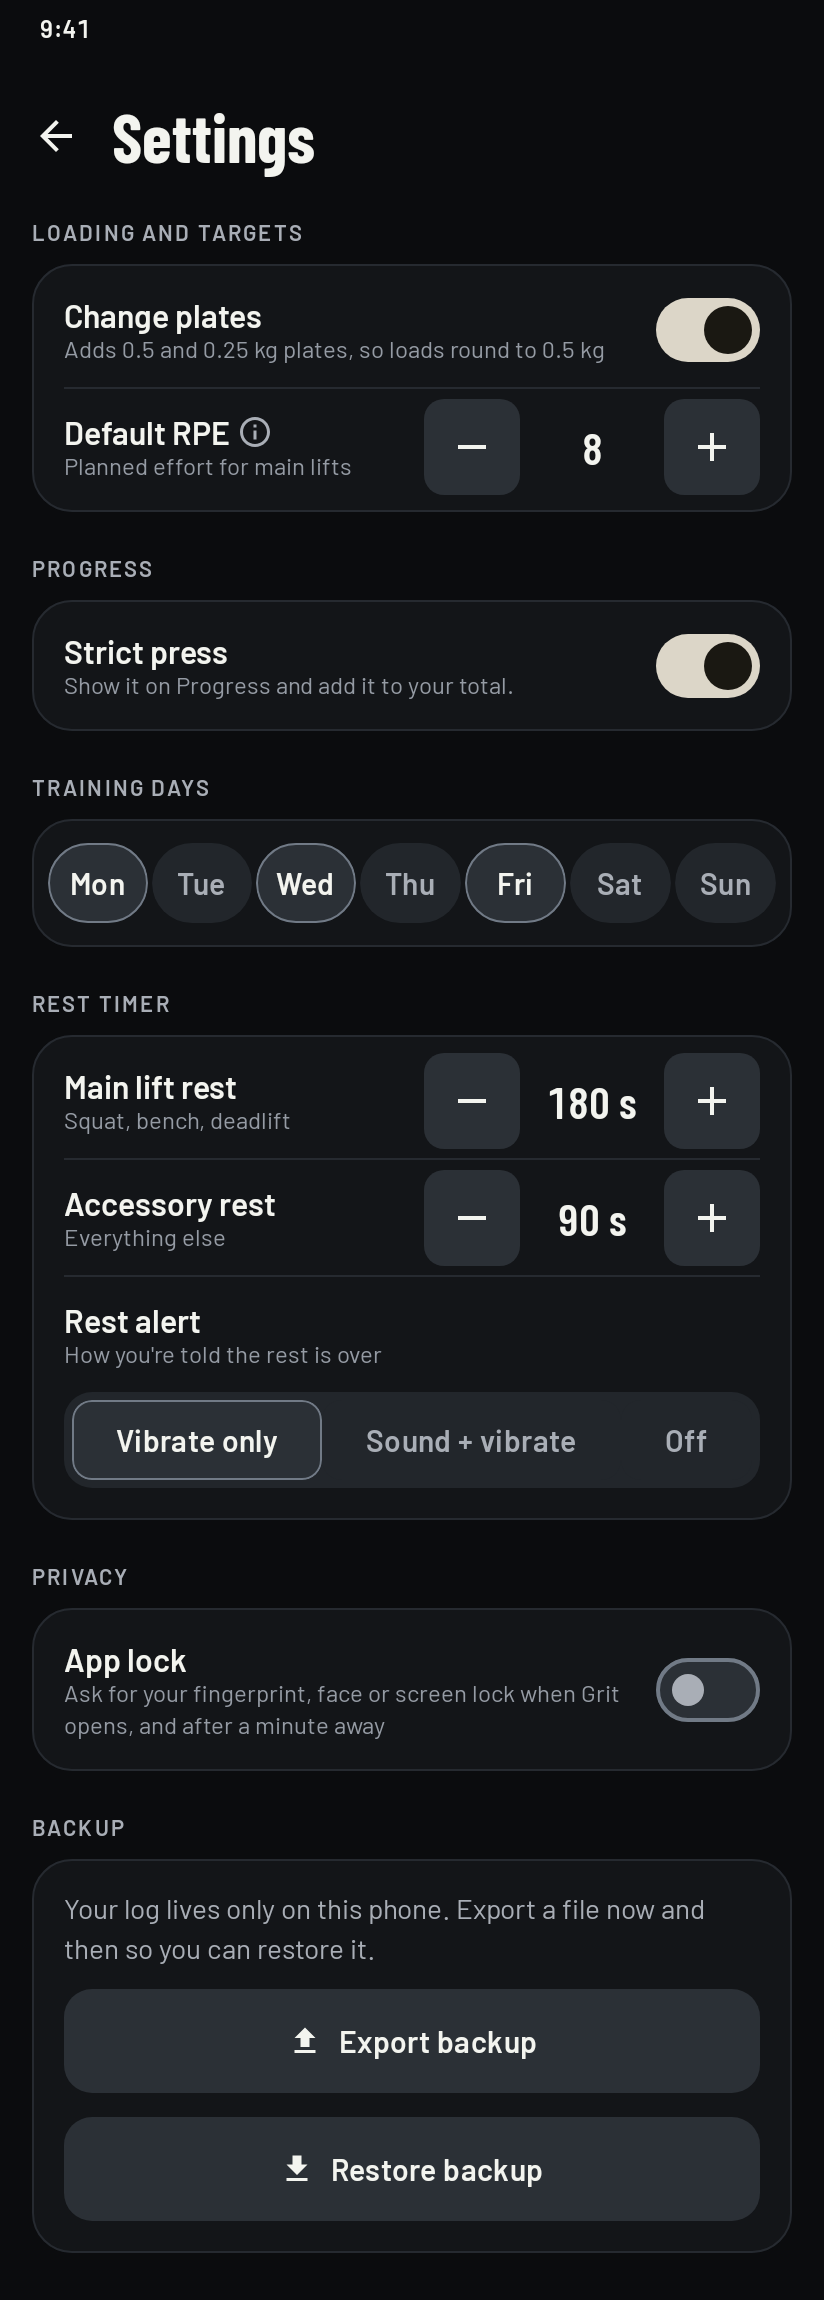 9:41
Settings
LOADING AND TARGETS
Change plates
Adds 0.5 and 0.25 kg plates, so loads round to 0.5 kg
Default RPE
Planned effort for main lifts
8
PROGRESS
Strict press
Show it on Progress and add it to your total.
TRAINING DAYS
Mon Tue Wed Thu Fri Sat Sun
REST TIMER
Main lift rest
Squat, bench, deadlift
180 s
Accessory rest
Everything else
90 s
Rest alert
How you're told the rest is over
Vibrate only Sound + vibrate Off
PRIVACY
App lock
Ask for your fingerprint, face or screen lock when Grit
opens, and after a minute away
BACKUP
Your log lives only on this phone. Export a file now and
then so you can restore it.
Export backup
Restore backup